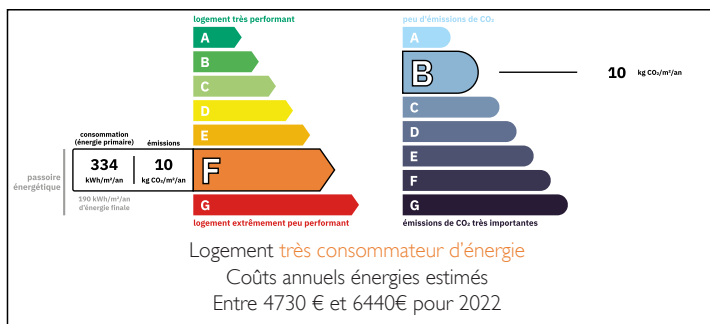 logement très performant
A
B
C
D
E
consommation
(énergie primaire)
émissions
334
kWh/m²/an
10
kg CO₂/m²/an
F
passoire
énergétique
190 kWh/m²/an
d'énergie finale
G
logement extrêmement peu performant
peu d'émissions de CO₂
A
B
10 kg CO₂/m²/an
C
D
E
F
G
émissions de CO₂ très importantes
Logement très consommateur d'énergie
Coûts annuels énergies estimés
Entre 4730 € et 6440€ pour 2022